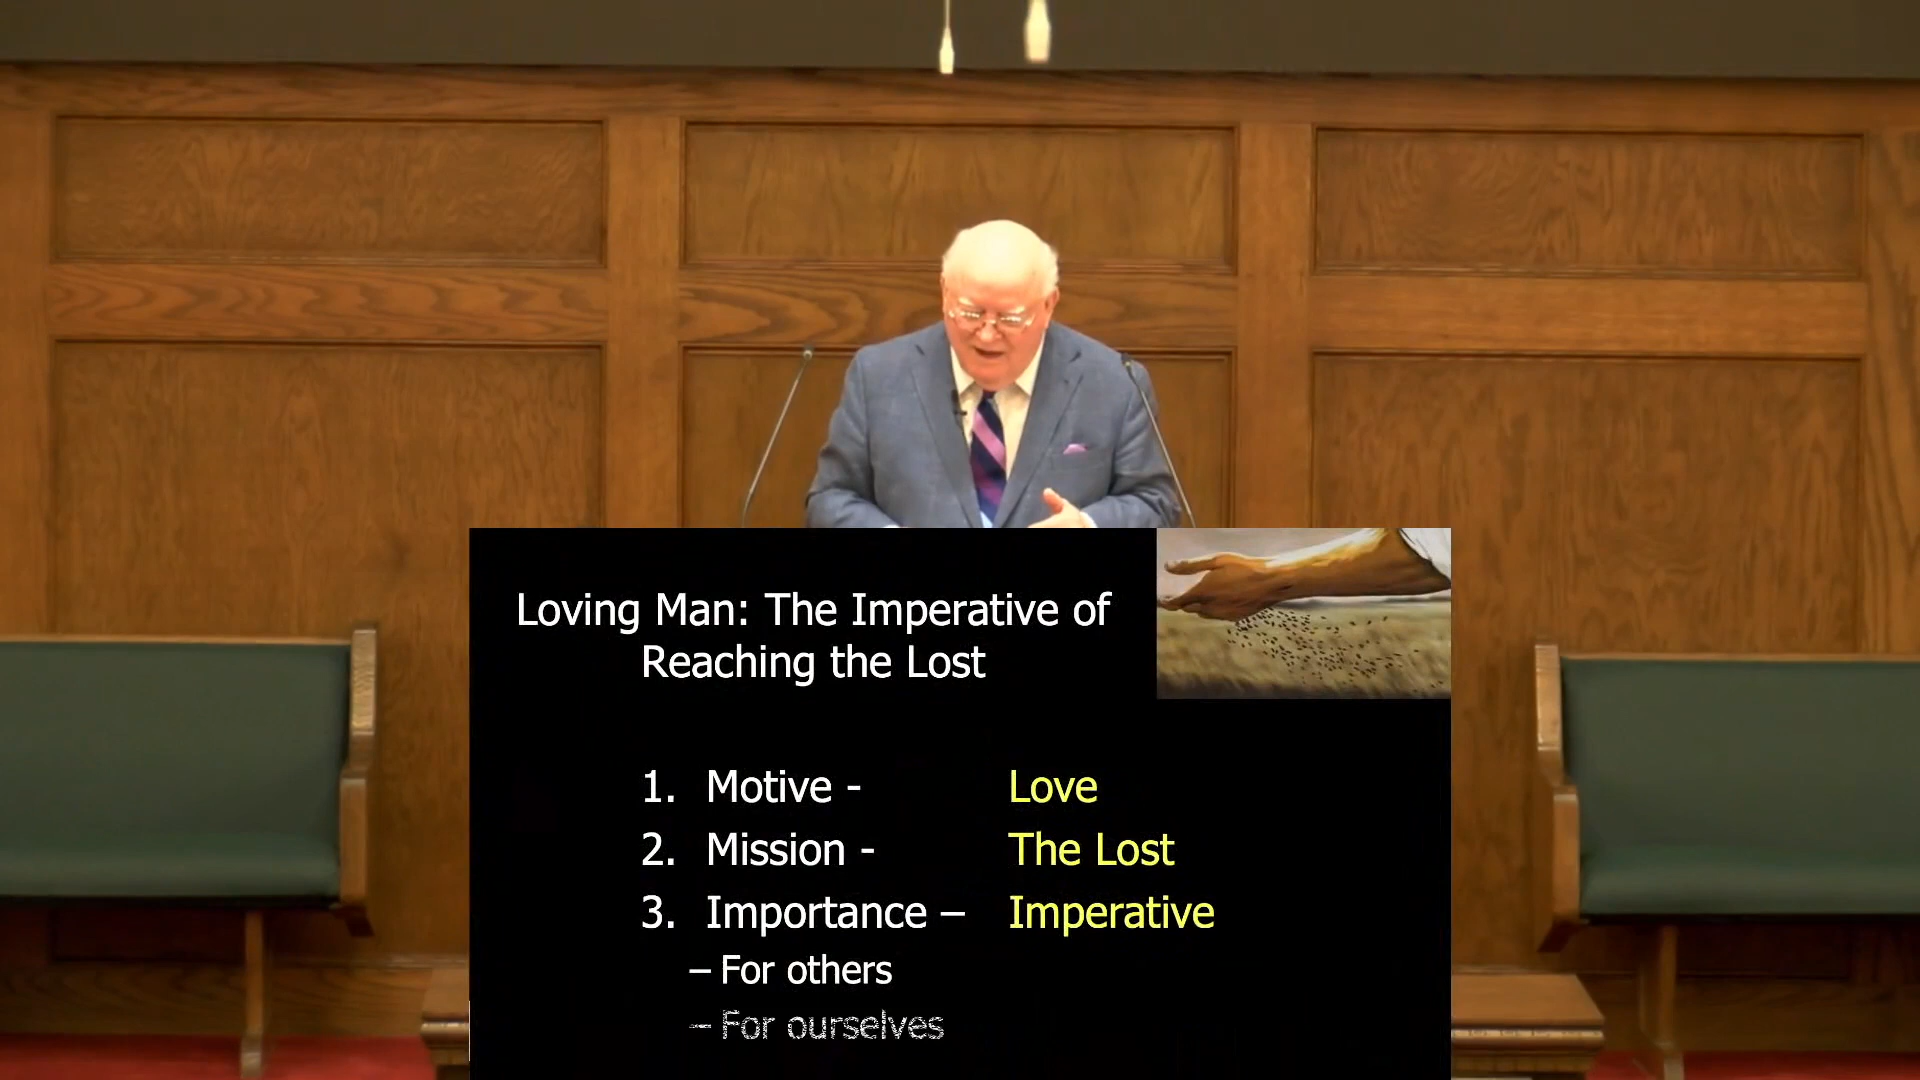 Loving Man: The Imperative of
Reaching the Lost
1. Motive - Love
2. Mission - The Lost
3. Importance – Imperative
– For others
– For ourselves